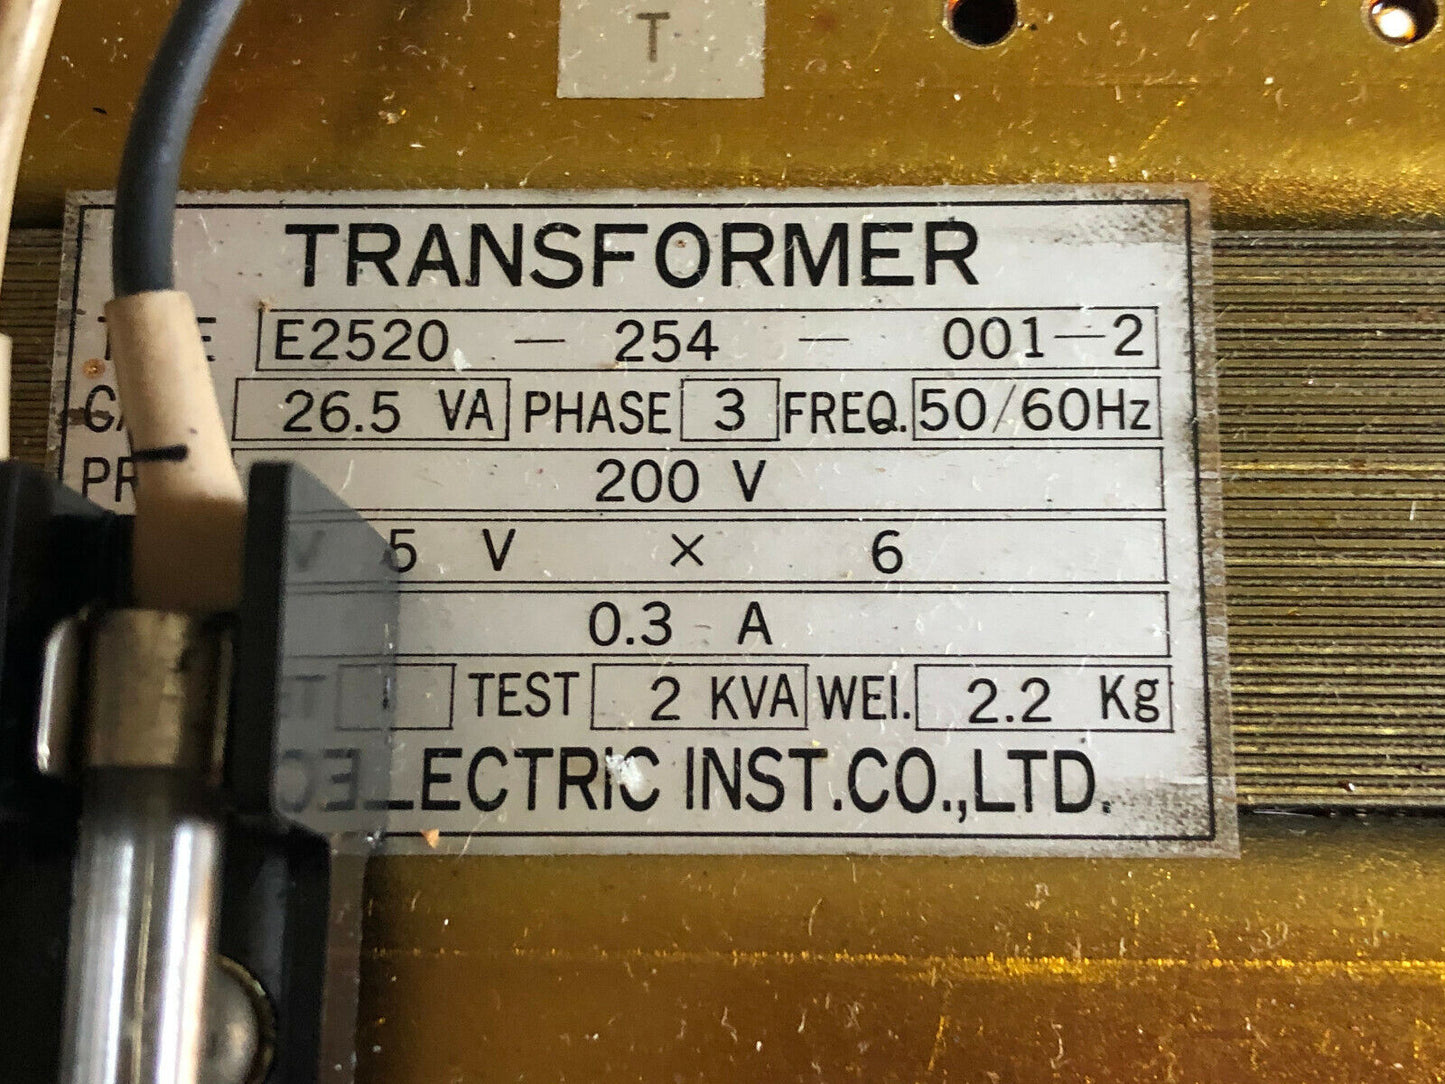 T
TRANSFORMER
E2520 — 254 — 001—2
26.5 VA PHASE 3 FREQ. 50/60Hz
200 V
5 V × 6
0.3 A
TEST 2 KVA WEI. 2.2 Kg
ELECTRIC INST.CO.,LTD.